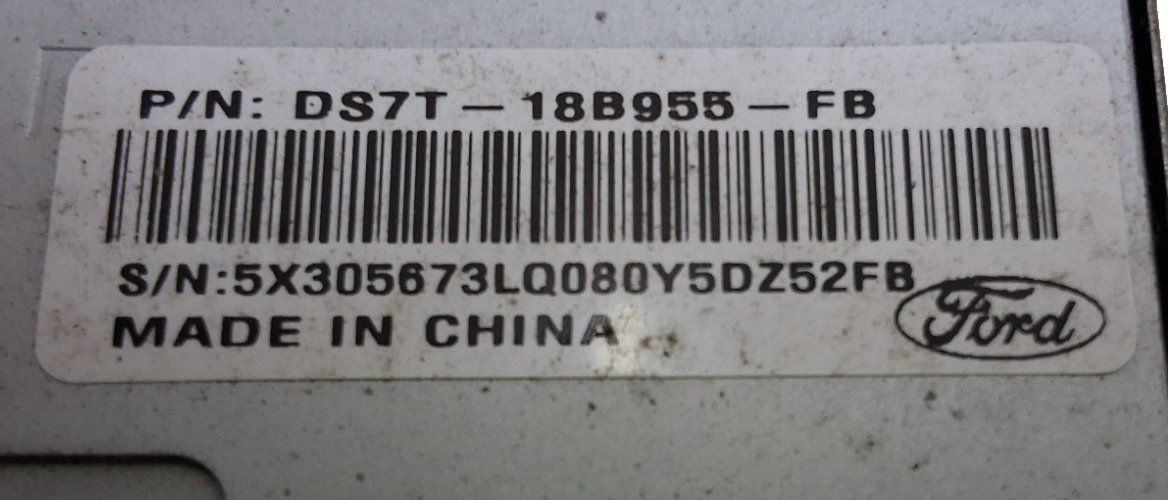 P/N: DS7T-18B955-FB
S/N:5X305673LQ080Y5DZ52FB
MADE IN CHINA
Ford